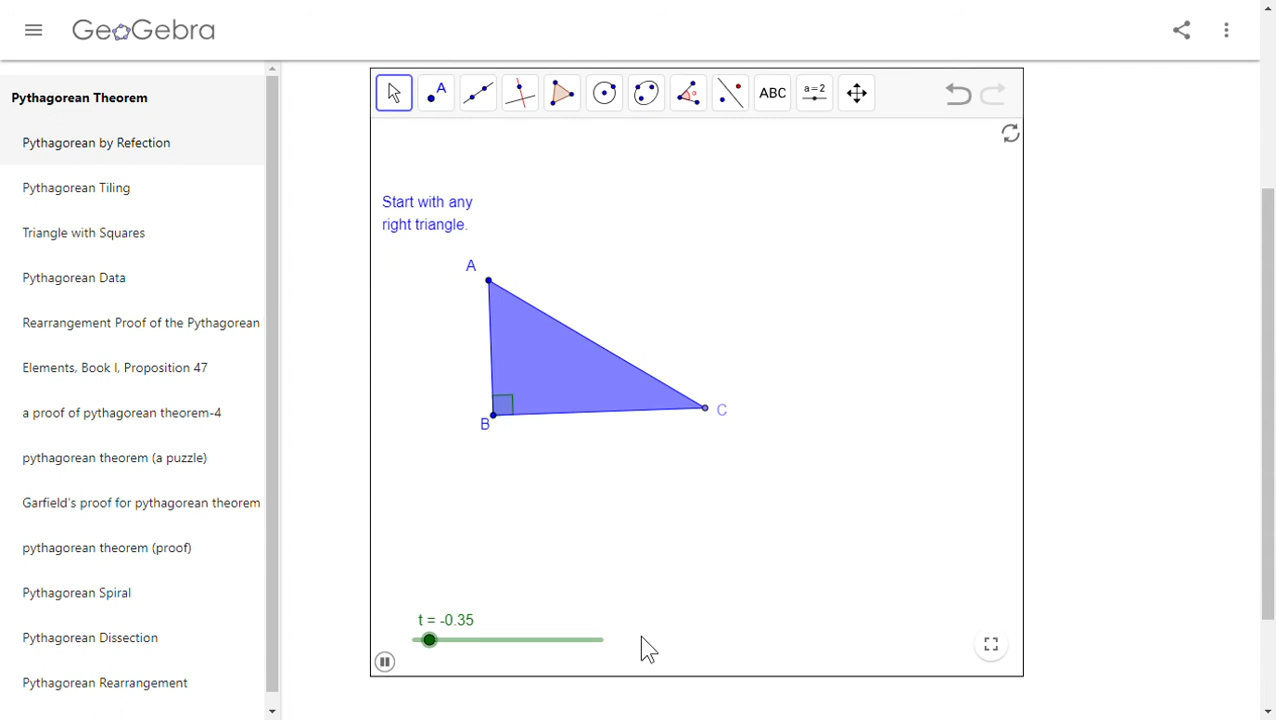 GeoGebra
Pythagorean Theorem
Pythagorean by Refection
Pythagorean Tiling
Triangle with Squares
Pythagorean Data
Rearrangement Proof of the Pythagorean
Elements, Book I, Proposition 47
a proof of pythagorean theorem-4
pythagorean theorem (a puzzle)
Garfield's proof for pythagorean theorem
pythagorean theorem (proof)
Pythagorean Spiral
Pythagorean Dissection
Pythagorean Rearrangement
A
α
ABC
a=2
Start with any
right triangle.
A
B
C
t = -0.35